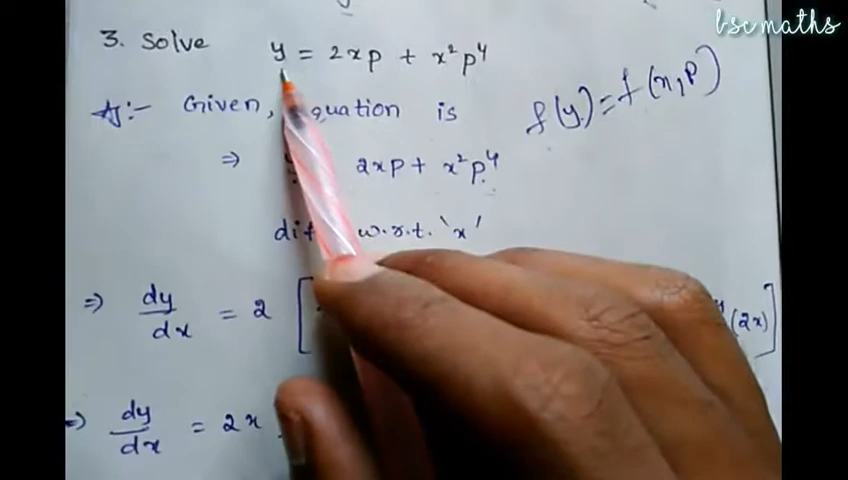 bsc maths
3. Solve y = 2xp + x²p⁴
f(y) = f(x,p)
Given, equation is
⇒ 2xp + x²p⁴
w.r.t. 'x'
⇒ dy/dx = 2 [ (2x)]
⇒ dy/dx = 2x